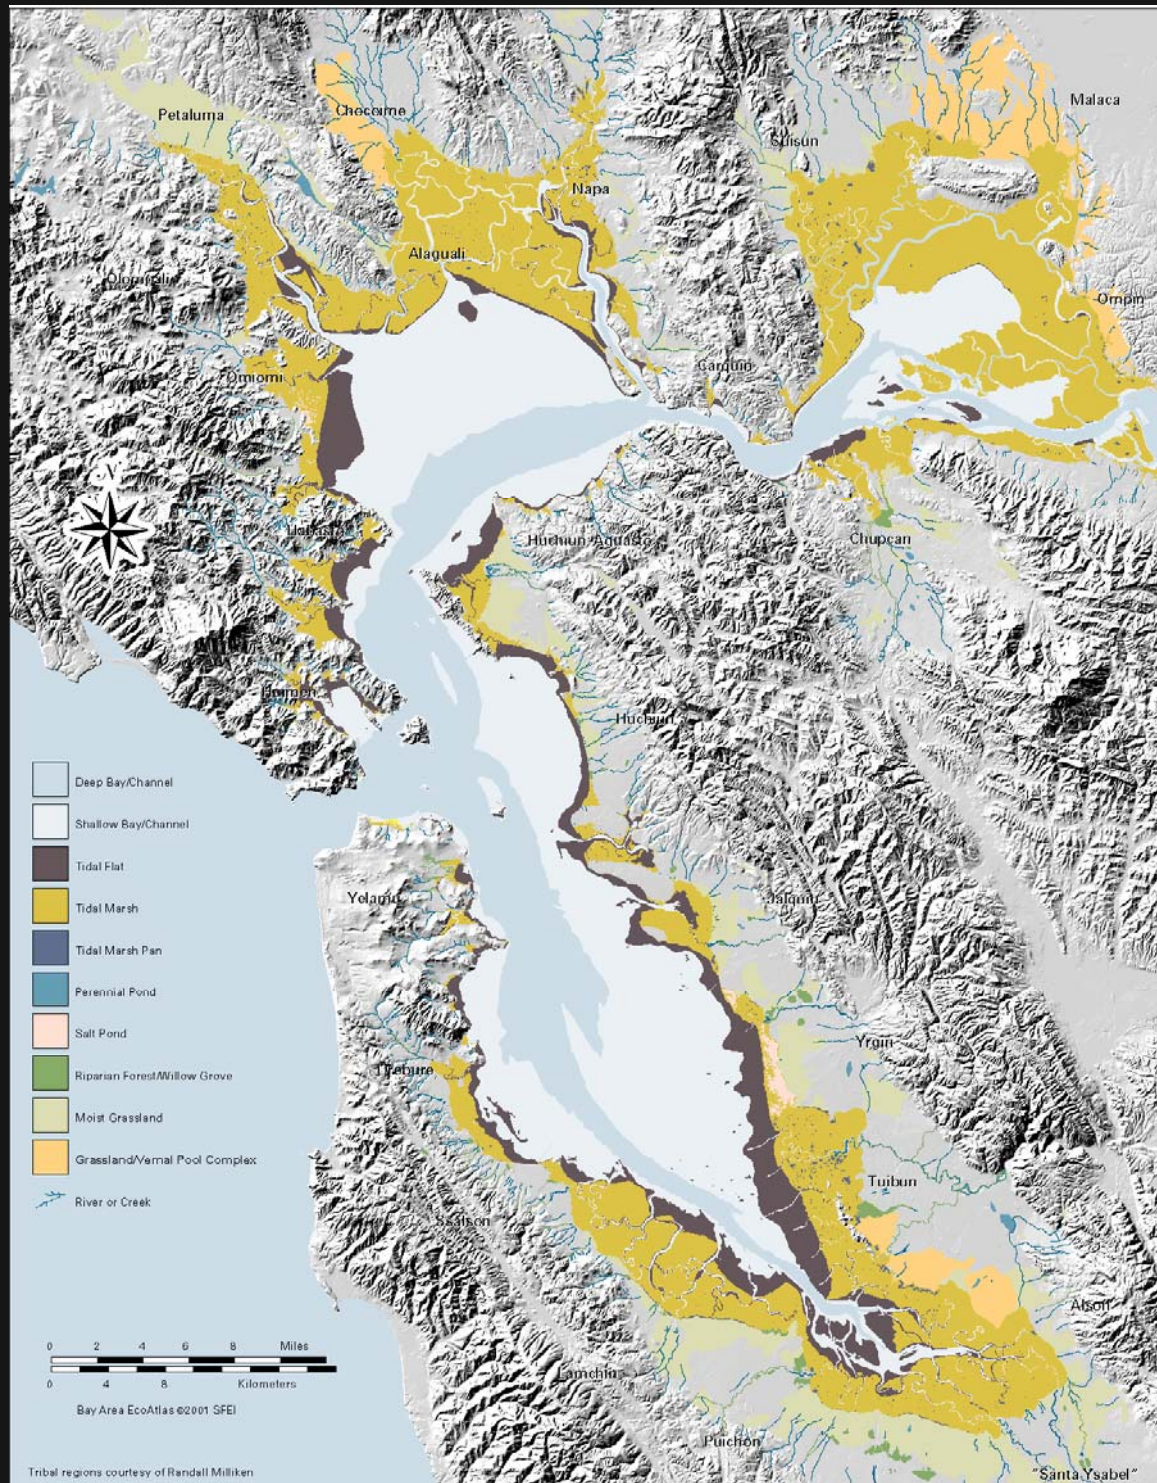 Petaluma
Chocoime
Malaca
Suisun
Napa
Alaguali
Olompali
Ompin
Carquin
Omiomi
N
Huchiun Aguasto
Chupcan
Huimen
Huchiun
Deep Bay/Channel
Shallow Bay/Channel
Tidal Flat
Tidal Marsh
Tidal Marsh Pan
Perennial Pond
Salt Pond
Riparian Forest/Willow Grove
Moist Grassland
Grassland/Vernal Pool Complex
River or Creek
Yelamu
Jalquin
Yrgin
Tuibun
Ssalson
Alson
0 2 4 6 8 Miles
0 4 8 Kilometers
Lamchin
Bay Area EcoAtlas ©2001 SFEI
Puichon
Tribal regions courtesy of Randall Milliken
"Santa Ysabel"